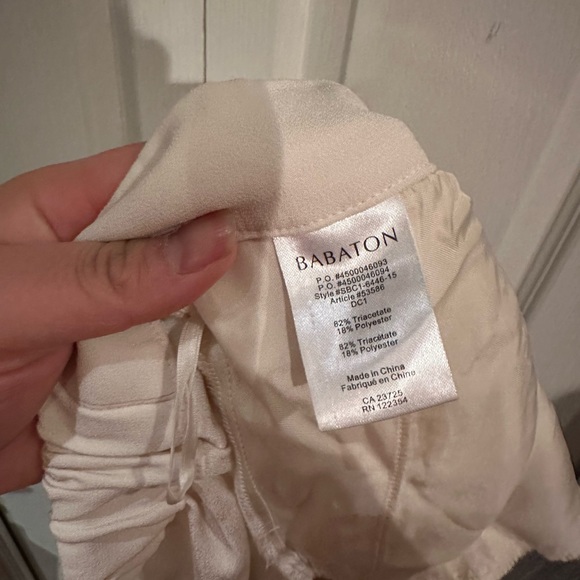 BABATON
P.O. #4500046093
P.O. #4500046094
Style #SBC1-6446-15
Article #53586
DC1
82% Triacetate
18% Polyester
82% Triacétate
18% Polyester
Made in China
Fabriqué en Chine
CA 23725
RN 122364